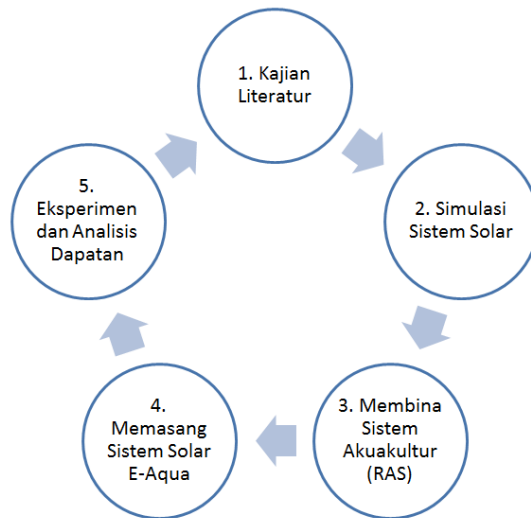 1. Kajian
Literatur
2. Simulasi
Sistem Solar
3. Membina
Sistem
Akuakultur
(RAS)
4.
Memasang
Sistem Solar
E-Aqua
5.
Eksperimen
dan Analisis
Dapatan